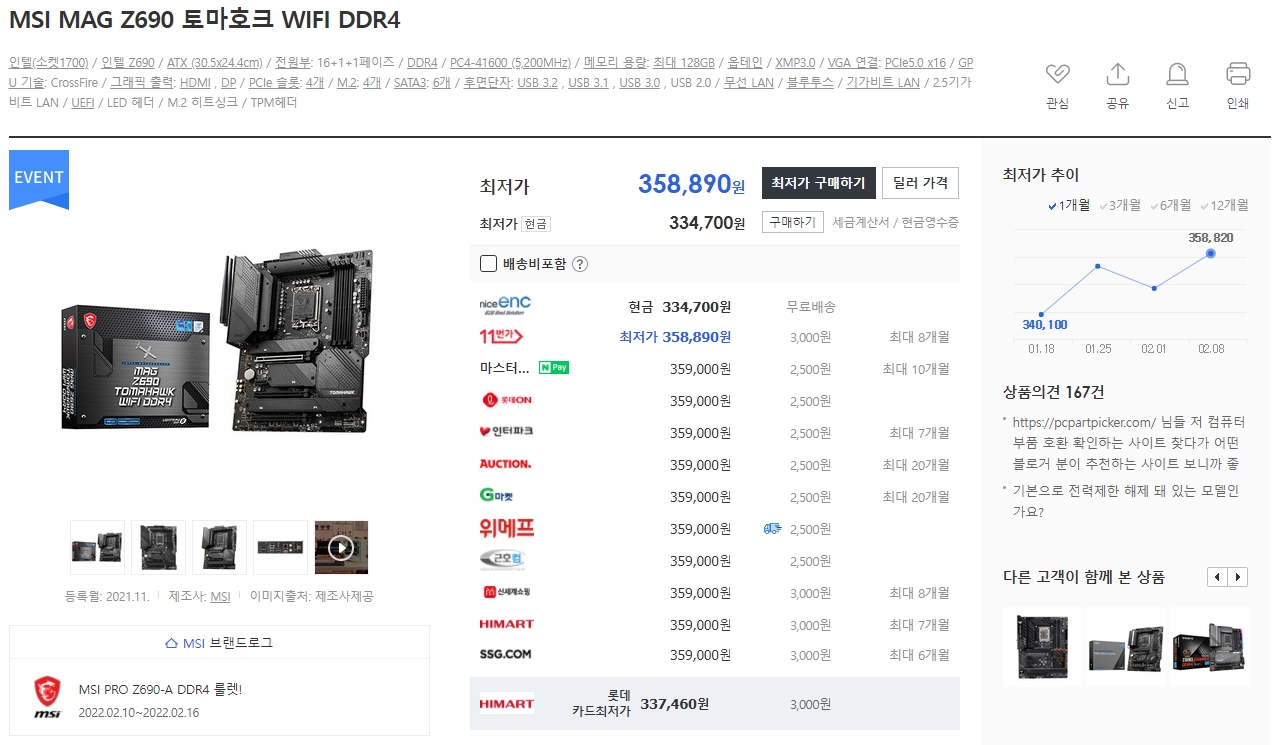 MSI MAG Z690 토마호크 WIFI DDR4
인텔(소켓1700) / 인텔 Z690 / ATX (30.5x24.4cm) / 전원부: 16+1+1페이즈 / DDR4 / PC4-41600 (5,200MHz) / 메모리 용량: 최대 128GB / 옵테인 / XMP3.0 / VGA 연결: PCIe5.0 x16 / GP
U 기술: CrossFire / 그래픽 출력: HDMI , DP / PCIe 슬롯: 4개 / M.2: 4개 / SATA3: 6개 / 후면단자: USB 3.2 , USB 3.1 , USB 3.0 , USB 2.0 / 무선 LAN / 블루투스 / 기가비트 LAN / 2.5기가
비트 LAN / UEFI / LED 헤더 / M.2 히트싱크 / TPM헤더
관심 공유 신고 인쇄
EVENT
MAG
Z690
TOMAHAWK
WIFI DDR4
TOMAHAWK
등록월: 2021.11. 제조사: MSI 이미지출처: 제조사제공
MSI 브랜드로그
msi
MSI PRO Z690-A DDR4 룰렛!
2022.02.10~2022.02.16
최저가 358,890원 최저가 구매하기 딜러 가격
최저가 현금 334,700원 구매하기 세금계산서 / 현금영수증
배송비포함 ?
nice enc B2B Best Solution 현금 334,700원 무료배송
11번가 최저가 358,890원 3,000원 최대 8개월
마스터... N Pay 359,000원 2,500원 최대 10개월
롯데ON 359,000원 2,500원
인터파크 359,000원 2,500원 최대 7개월
AUCTION. 359,000원 2,500원 최대 20개월
G마켓 359,000원 2,500원 최대 20개월
위메프 359,000원 2,500원
근호컴 359,000원 2,500원
신세계쇼핑 359,000원 3,000원 최대 8개월
HIMART 359,000원 3,000원 최대 7개월
SSG.COM 359,000원 3,000원 최대 6개월
HIMART 롯데
카드최저가 337,460원 3,000원
최저가 추이
1개월 3개월 6개월 12개월
358,820
340,100
01.18 01.25 02.01 02.08
상품의견 167건
https://pcpartpicker.com/ 님들 저 컴퓨터
부품 호환 확인하는 사이트 찾다가 어떤
블로거 분이 추천하는 사이트 보니까 좋
기본으로 전력제한 해제 돼 있는 모델인
가요?
다른 고객이 함께 본 상품